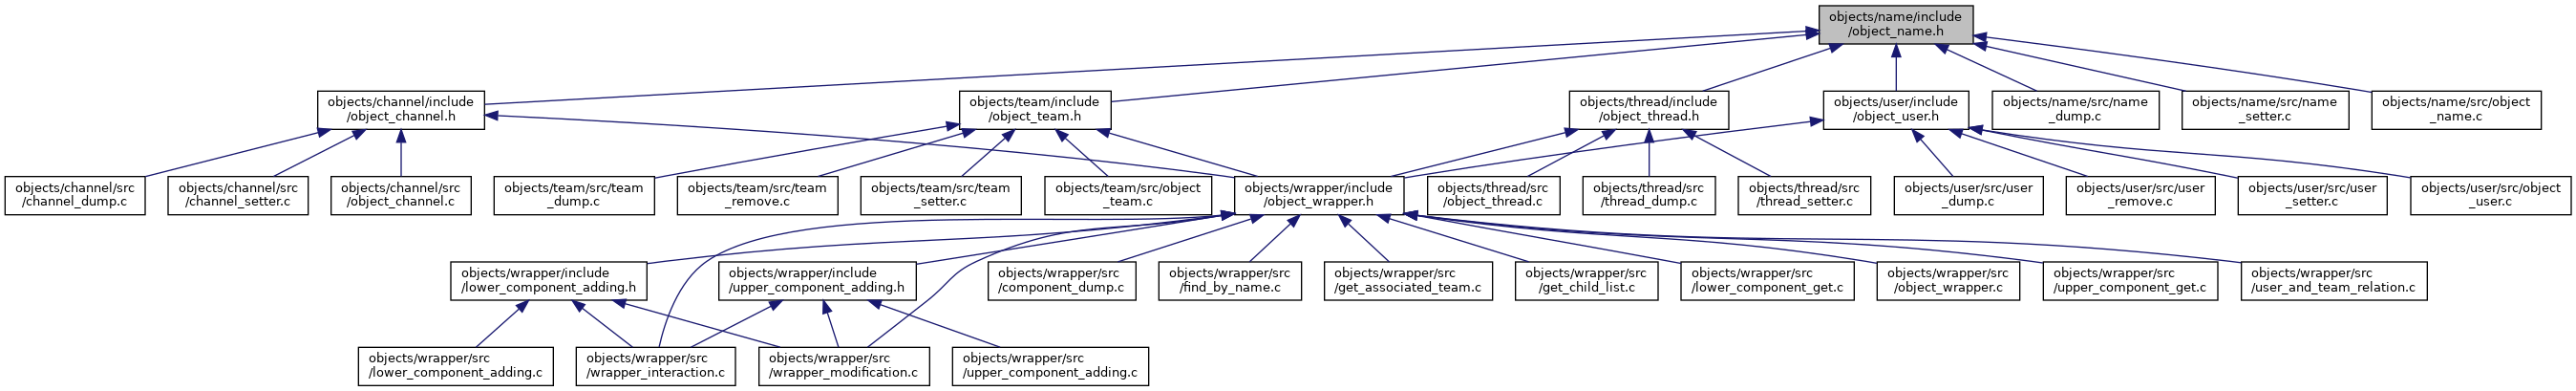 objects/name/include
/object_name.h
objects/channel/include
/object_channel.h
objects/team/include
/object_team.h
objects/thread/include
/object_thread.h
objects/user/include
/object_user.h
objects/name/src/name
_dump.c
objects/name/src/name
_setter.c
objects/name/src/object
_name.c
objects/channel/src
/channel_dump.c
objects/channel/src
/channel_setter.c
objects/channel/src
/object_channel.c
objects/team/src/team
_dump.c
objects/team/src/team
_remove.c
objects/team/src/team
_setter.c
objects/team/src/object
_team.c
objects/wrapper/include
/object_wrapper.h
objects/thread/src
/object_thread.c
objects/thread/src
/thread_dump.c
objects/thread/src
/thread_setter.c
objects/user/src/user
_dump.c
objects/user/src/user
_remove.c
objects/user/src/user
_setter.c
objects/user/src/object
_user.c
objects/wrapper/include
/lower_component_adding.h
objects/wrapper/include
/upper_component_adding.h
objects/wrapper/src
/component_dump.c
objects/wrapper/src
/find_by_name.c
objects/wrapper/src
/get_associated_team.c
objects/wrapper/src
/get_child_list.c
objects/wrapper/src
/lower_component_get.c
objects/wrapper/src
/object_wrapper.c
objects/wrapper/src
/upper_component_get.c
objects/wrapper/src
/user_and_team_relation.c
objects/wrapper/src
/lower_component_adding.c
objects/wrapper/src
/wrapper_interaction.c
objects/wrapper/src
/wrapper_modification.c
objects/wrapper/src
/upper_component_adding.c